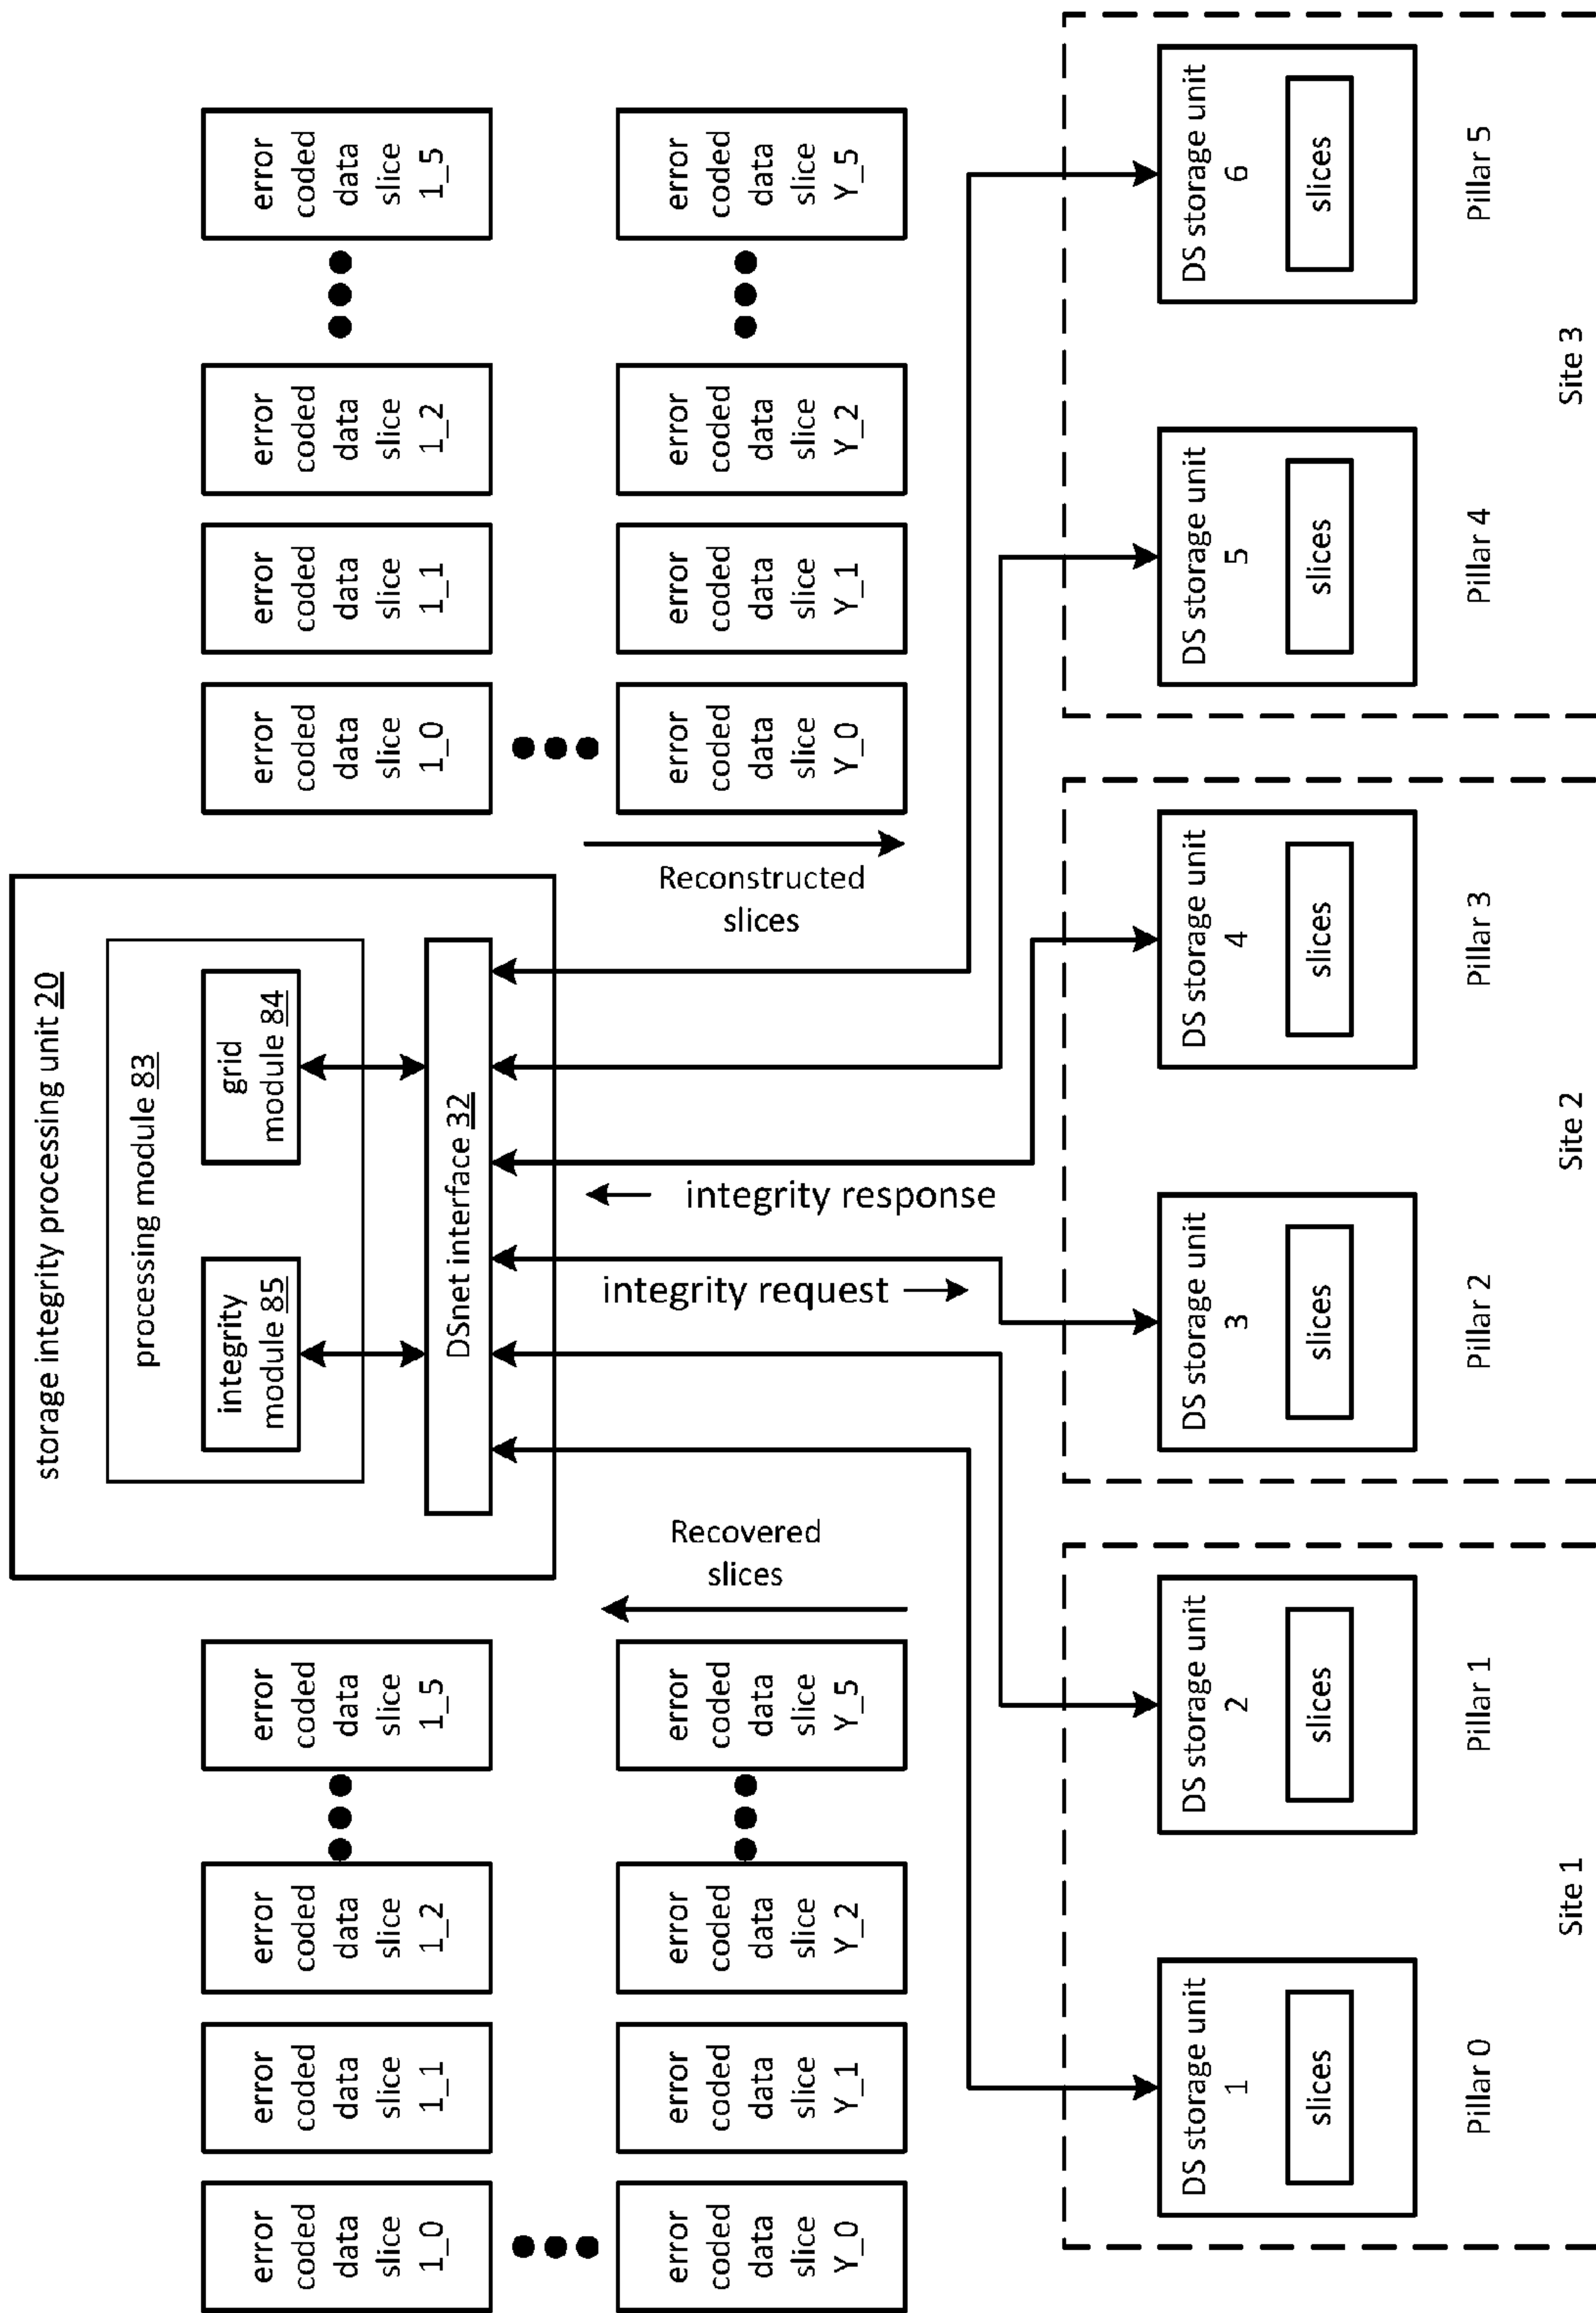 storage integrity processing unit 20
processing module 83
integrity
module 85
grid
module 84
DSnet interface 32
error
coded
data
slice
1_0
error
coded
data
slice
1_1
error
coded
data
slice
1_2
error
coded
data
slice
1_5
error
coded
data
slice
Y_0
error
coded
data
slice
Y_1
error
coded
data
slice
Y_2
error
coded
data
slice
Y_5
Recovered
slices
integrity request
integrity response
Reconstructed
slices
error
coded
data
slice
1_0
error
coded
data
slice
1_1
error
coded
data
slice
1_2
error
coded
data
slice
1_5
error
coded
data
slice
Y_0
error
coded
data
slice
Y_1
error
coded
data
slice
Y_2
error
coded
data
slice
Y_5
DS storage unit
1
slices
Pillar 0
DS storage unit
2
slices
Pillar 1
Site 1
DS storage unit
3
slices
Pillar 2
DS storage unit
4
slices
Pillar 3
Site 2
DS storage unit
5
slices
Pillar 4
DS storage unit
6
slices
Pillar 5
Site 3